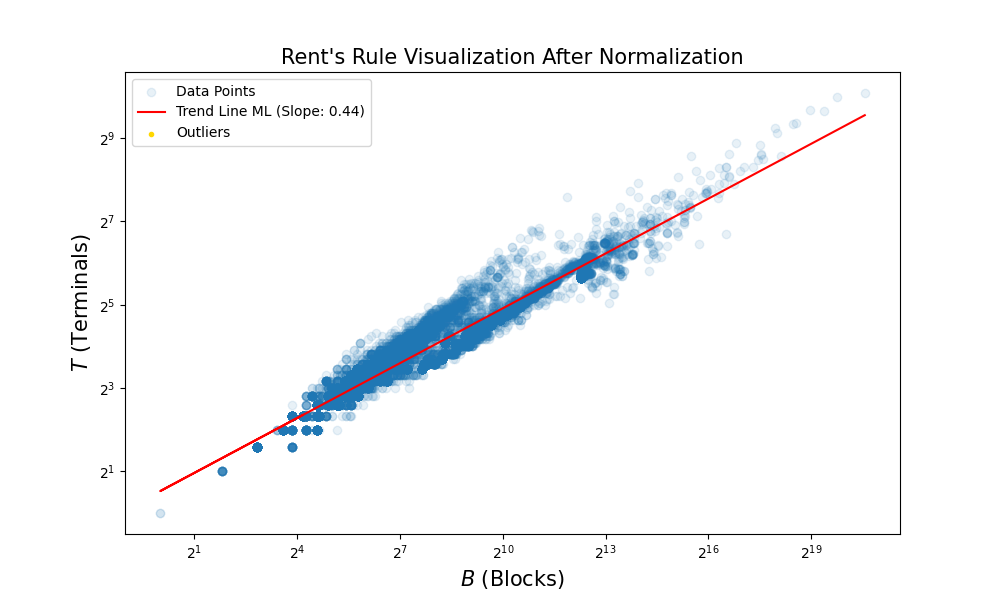 Rent's Rule Visualization After Normalization
Data Points
Trend Line ML (Slope: 0.44)
Outliers
2^9
2^7
2^5
2^3
2^1
T (Terminals)
2^1 2^4 2^7 2^10 2^13 2^16 2^19
B (Blocks)